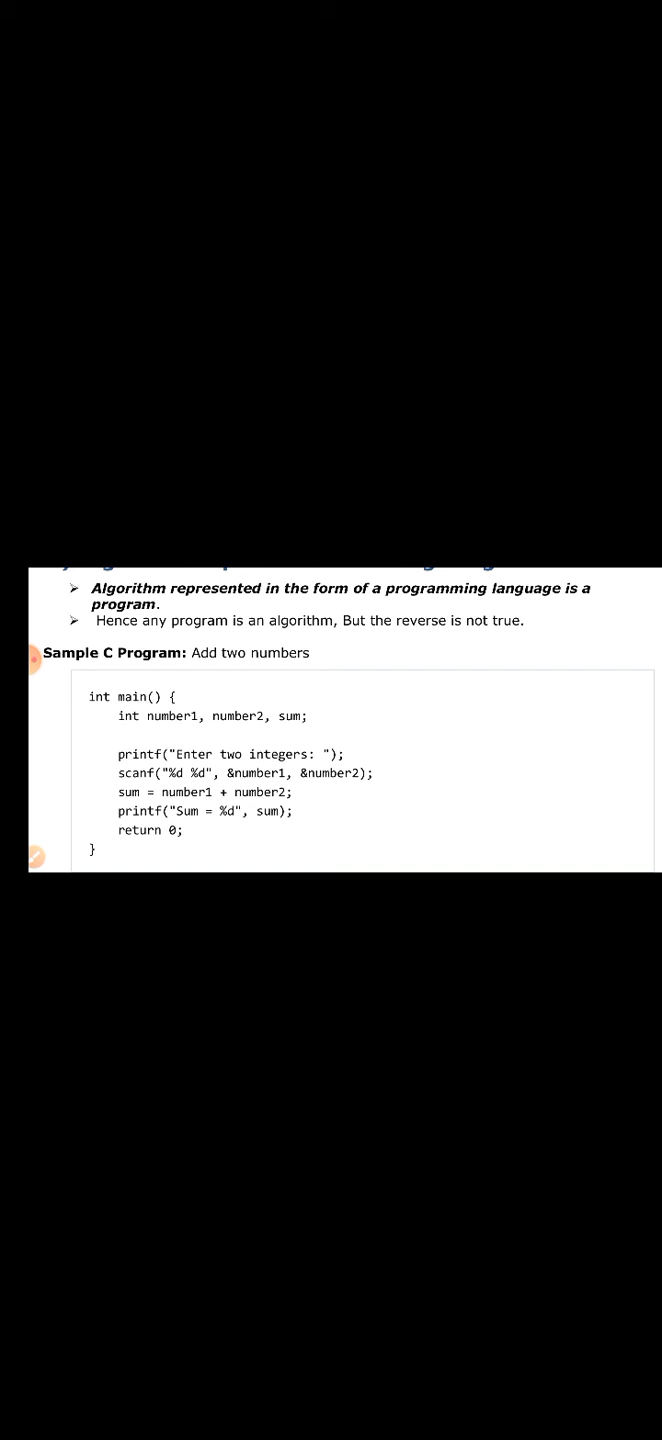 ➢ Algorithm represented in the form of a programming language is a
program.
➢ Hence any program is an algorithm, But the reverse is not true.
Sample C Program: Add two numbers
int main() {
    int number1, number2, sum;
    printf("Enter two integers: ");
    scanf("%d %d", &number1, &number2);
    sum = number1 + number2;
    printf("Sum = %d", sum);
    return 0;
}